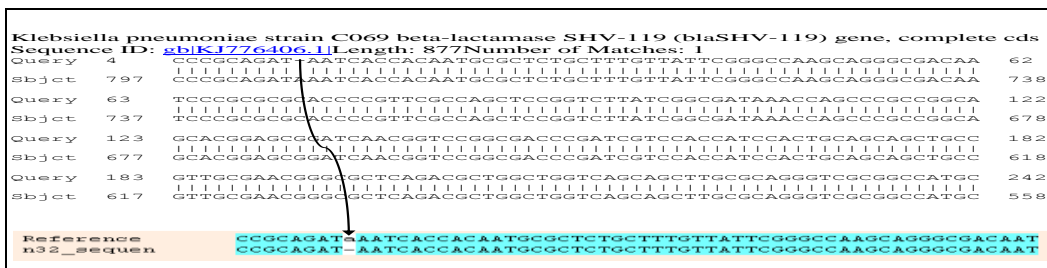 Klebsiella pneumoniae strain C069 beta-lactamase SHV-119 (blaSHV-119) gene, complete cds
Sequence ID: gb|KJ776406.1|Length: 877Number of Matches: 1
Query 4 CCCGCAGAT-AATCACCACAATGCGCTCTGCTTTGTTATTCGGGCCAAGCAGGGCGACAA 62
Sbjct 797 CCCGCAGATAAATCACCACAATGCGCTCTGCTTTGTTATTCGGGCCAAGCAGGGCGACAA 738
Query 63 TCCCGCGCGCGACCCCGTTCGCCAGCTCCGGTCTTATCGGCGATAAACCAGCCCGCCGGCA 122
Sbjct 737 TCCCGCGCGCGACCCCGTTCGCCAGCTCCGGTCTTATCGGCGATAAACCAGCCCGCCGGCA 678
Query 123 GCACGGAGCGGATCAACGGTCCGGCGACCCGATCGTCCACCATCCACTGCAGCAGCTGCC 182
Sbjct 677 GCACGGAGCGGATCAACGGTCCGGCGACCCGATCGTCCACCATCCACTGCAGCAGCTGCC 618
Query 183 GTTGCGAACGGGCGCTCAGACGCTGGCTGGTCAGCAGCTTGCGCAGGGTCGCGGCCATGC 242
Sbjct 617 GTTGCGAACGGGCGCTCAGACGCTGGCTGGTCAGCAGCTTGCGCAGGGTCGCGGCCATGC 558
Reference CCGCAGATaAATCACCACAATGCGCTCTGCTTTGTTATTCGGGCCAAGCAGGGCGACAAT
n32_sequen CCGCAGAT-AATCACCACAATGCGCTCTGCTTTGTTATTCGGGCCAAGCAGGGCGACAAT